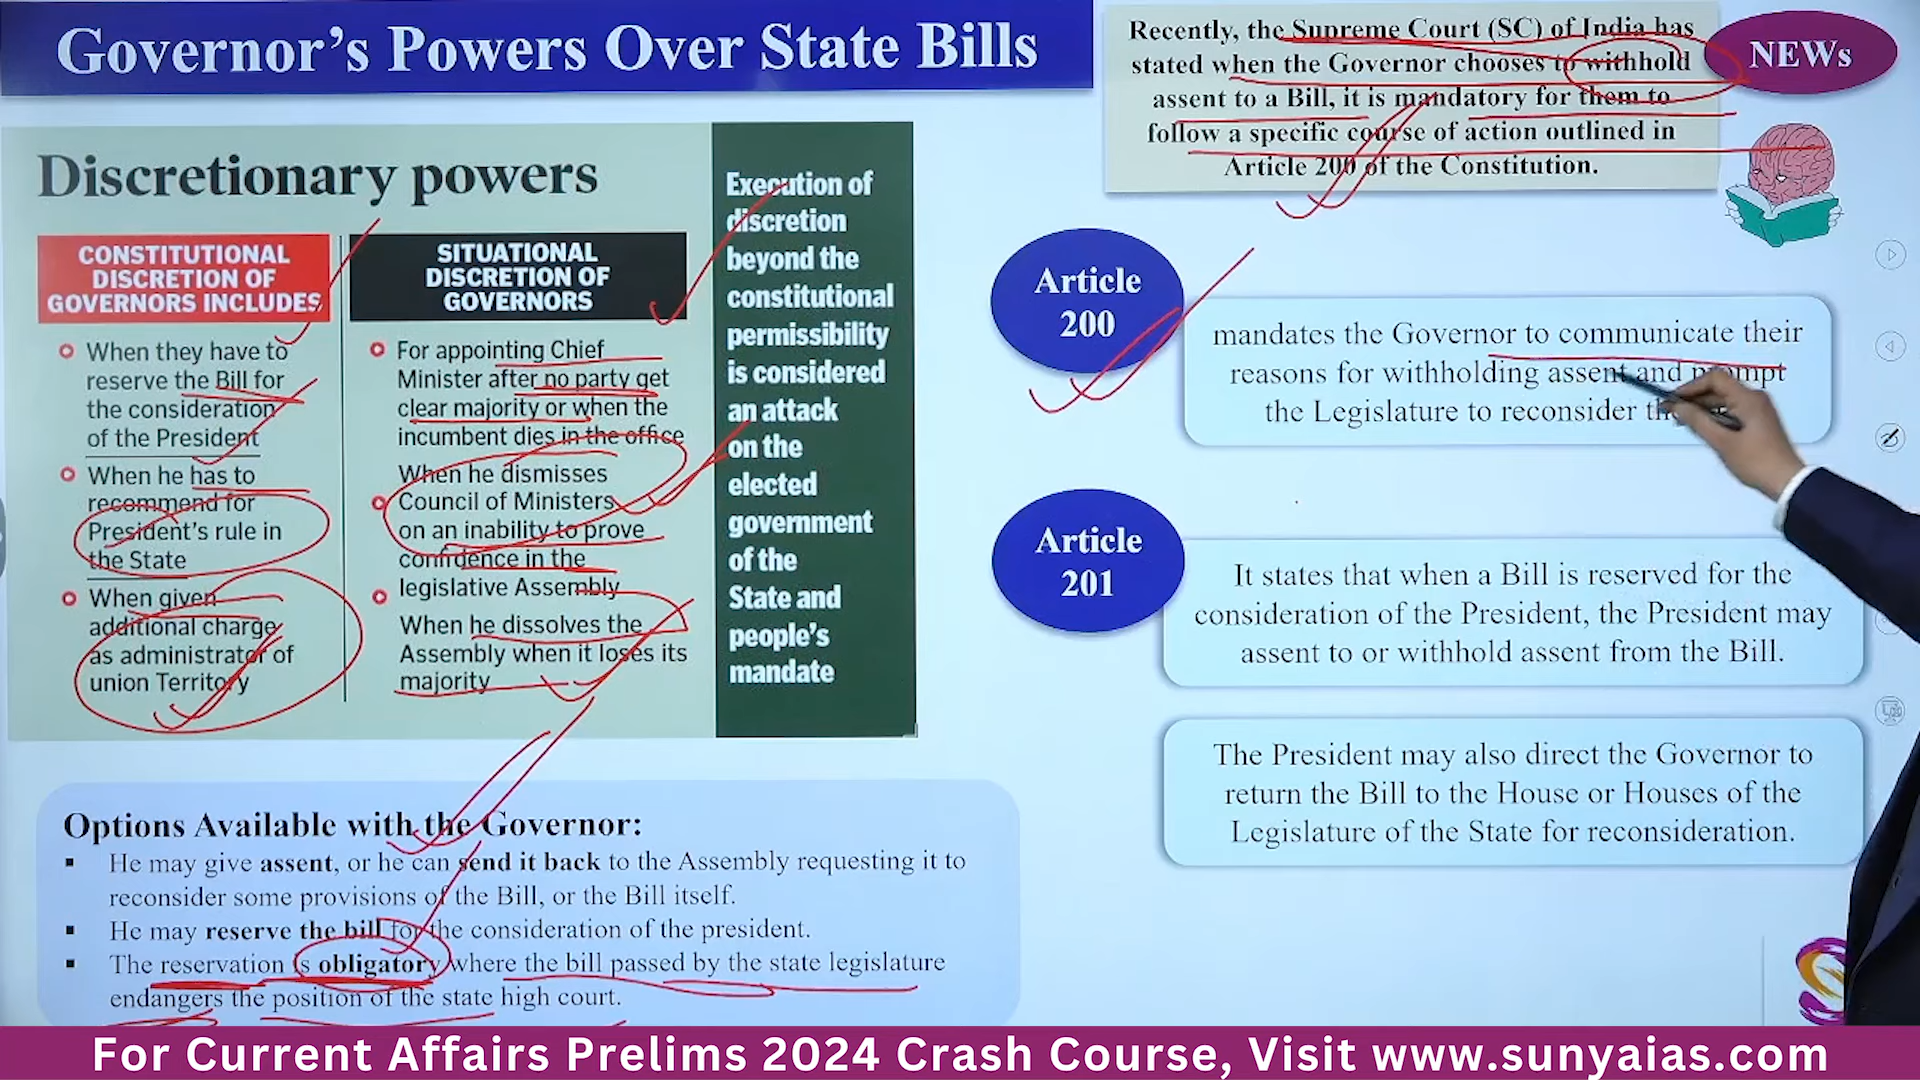 Governor's Powers Over State Bills
Recently, the Supreme Court (SC) of India has
stated when the Governor chooses to withhold
assent to a Bill, it is mandatory for them to
follow a specific course of action outlined in
Article 200 of the Constitution.
NEWs
Discretionary powers
CONSTITUTIONAL
DISCRETION OF
GOVERNORS INCLUDES
When they have to
reserve the Bill for
the consideration
of the President
When he has to
recommend for
President's rule in
the State
When given
additional charge
as administrator of
union Territory
SITUATIONAL
DISCRETION OF
GOVERNORS
For appointing Chief
Minister after no party get
clear majority or when the
incumbent dies in the office
When he dismisses
Council of Ministers
on an inability to prove
confidence in the
legislative Assembly
When he dissolves the
Assembly when it loses its
majority
Execution of
discretion
beyond the
constitutional
permissibility
is considered
an attack
on the
elected
government
of the
State and
people's
mandate
Article
200
mandates the Governor to communicate their
reasons for withholding assent and prompt
the Legislature to reconsider
Article
201
It states that when a Bill is reserved for the
consideration of the President, the President may
assent to or withhold assent from the Bill.
The President may also direct the Governor to
return the Bill to the House or Houses of the
Legislature of the State for reconsideration.
Options Available with the Governor:
▪ He may give assent, or he can send it back to the Assembly requesting it to
reconsider some provisions of the Bill, or the Bill itself.
▪ He may reserve the bill for the consideration of the president.
▪ The reservation is obligatory where the bill passed by the state legislature
endangers the position of the state high court.
For Current Affairs Prelims 2024 Crash Course, Visit www.sunyaias.com